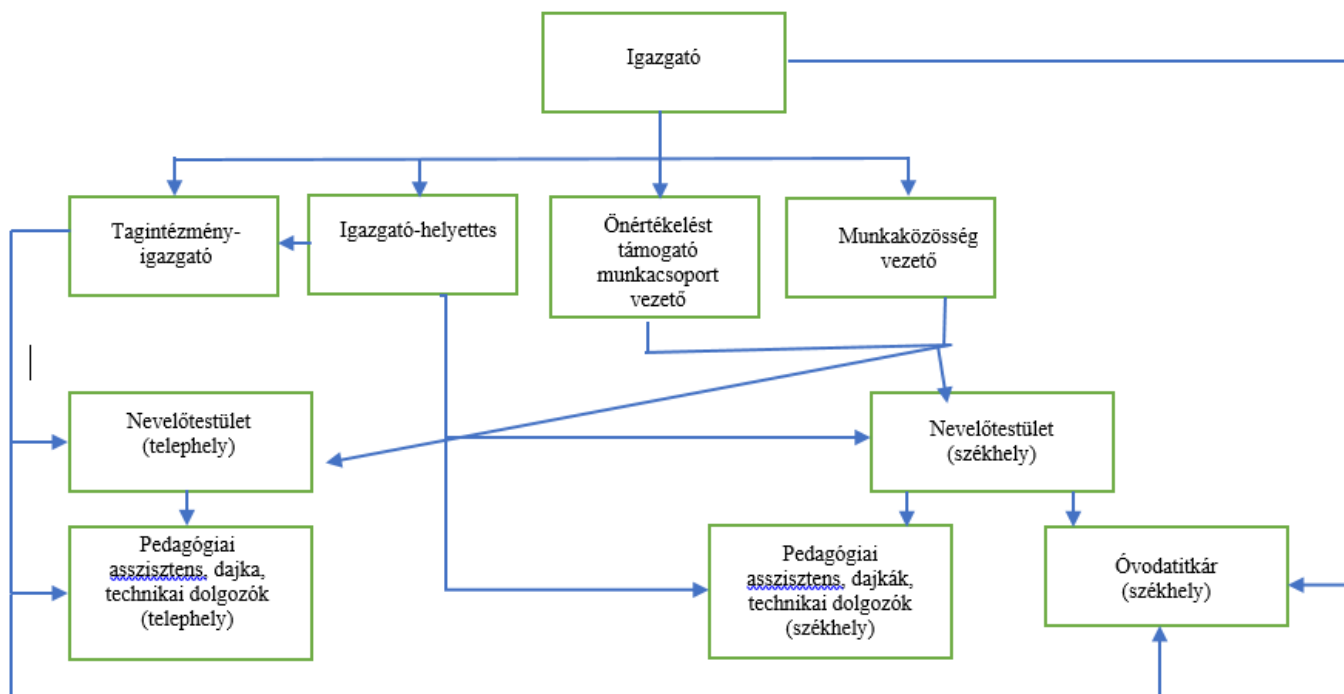 Igazgató
Tagintézmény-
igazgató
Igazgató-helyettes
Önértékelést
támogató
munkacsoport
vezető
Munkaközösség
vezető
Nevelőtestület
(telephely)
Nevelőtestület
(székhely)
Pedagógiai
asszisztens, dajka,
technikai dolgozók
(telephely)
Pedagógiai
asszisztens, dajkák,
technikai dolgozók
(székhely)
Óvodatitkár
(székhely)